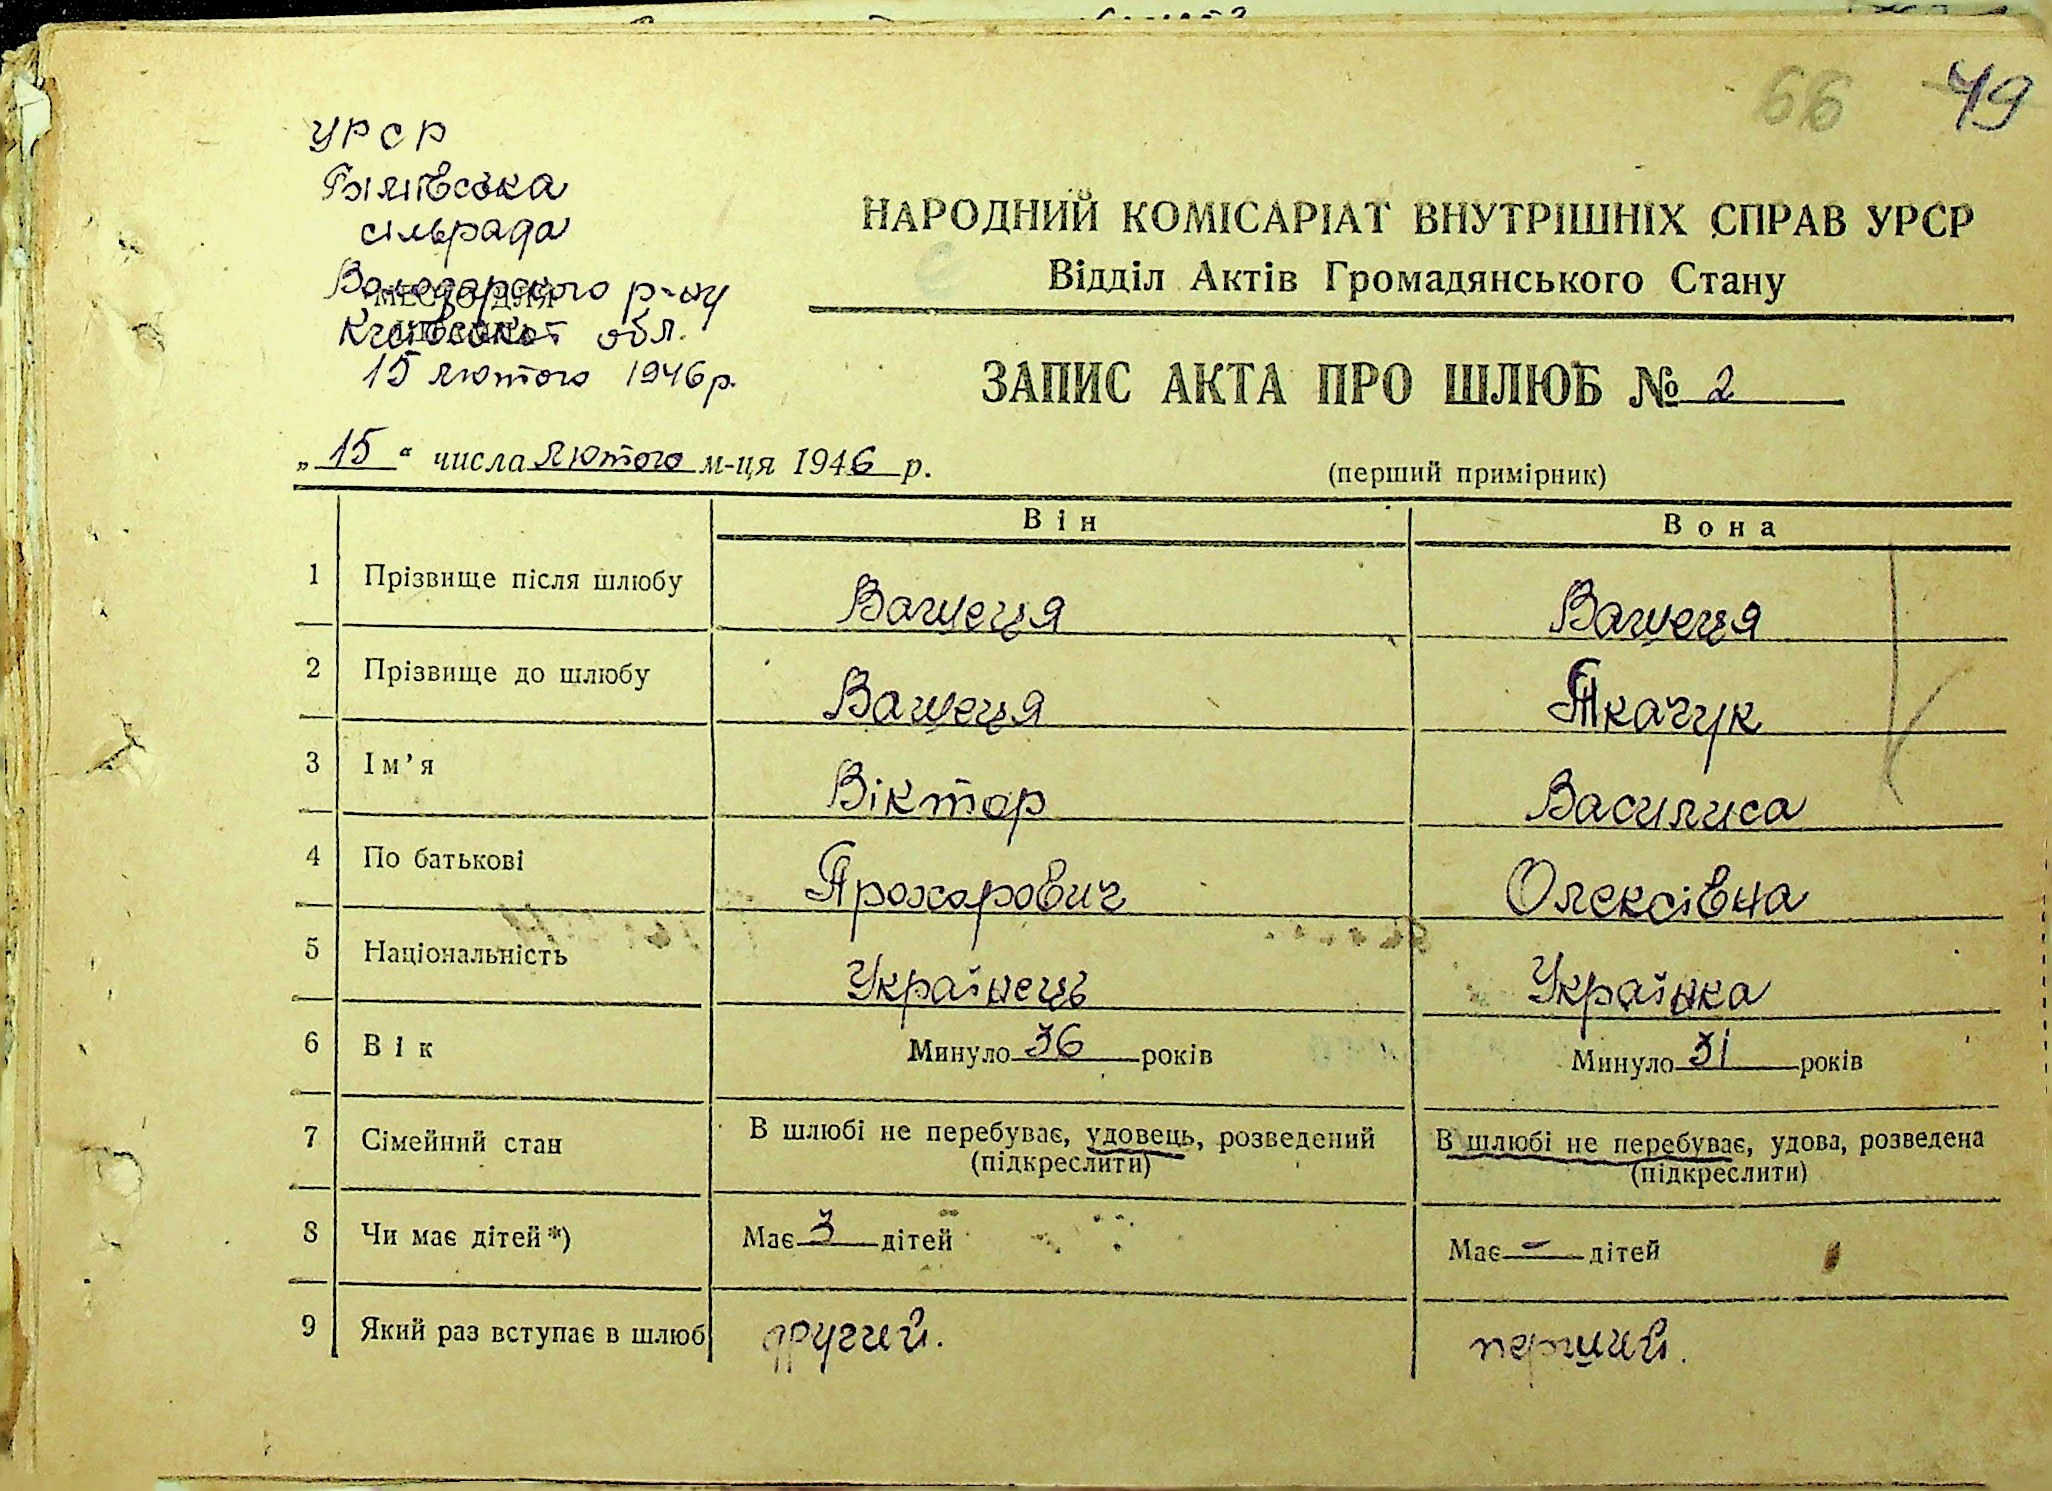 66 49
УРСР
сільрада
Володарского р-ну
Київської обл.
15 лютого 1946 р.
НАРОДНИЙ КОМІСАРІАТ ВНУТРІШНІХ СПРАВ УРСР
Відділ Актів Громадянського Стану
ЗАПИС АКТА ПРО ШЛЮБ № 2
„15“ числа лютого м-ця 1946 р.
(перший примірник)
Він Вона
1 Прізвище після шлюбу Ващеця Ващеця
2 Прізвище до шлюбу Ващеця Ткачук
3 Ім’я Віктор Василиса
4 По батькові Прохорович Олексіївна
5 Національність Українець Українка
6 Вік Минуло 36 років Минуло 31 років
7 Сімейний стан В шлюбі не перебуває, удовець, розведений В шлюбі не перебуває, удова, розведена
(підкреслити) (підкреслити)
8 Чи має дітей*) Має 3 дітей Має - дітей
9 Який раз вступає в шлюб другий. перший.